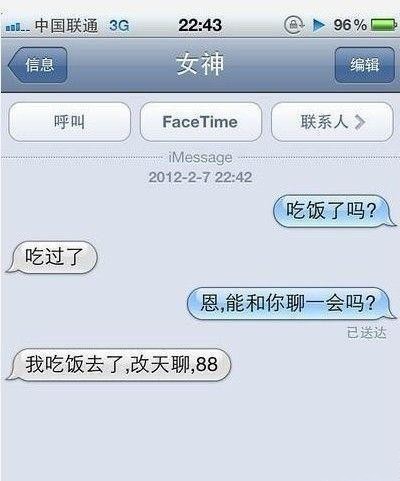 中国联通 3G 22:43 96%
信息 女神 编辑
呼叫 FaceTime 联系人
iMessage
2012-2-7 22:42
吃饭了吗?
吃过了
恩,能和你聊一会吗?
已送达
我吃饭去了,改天聊,88